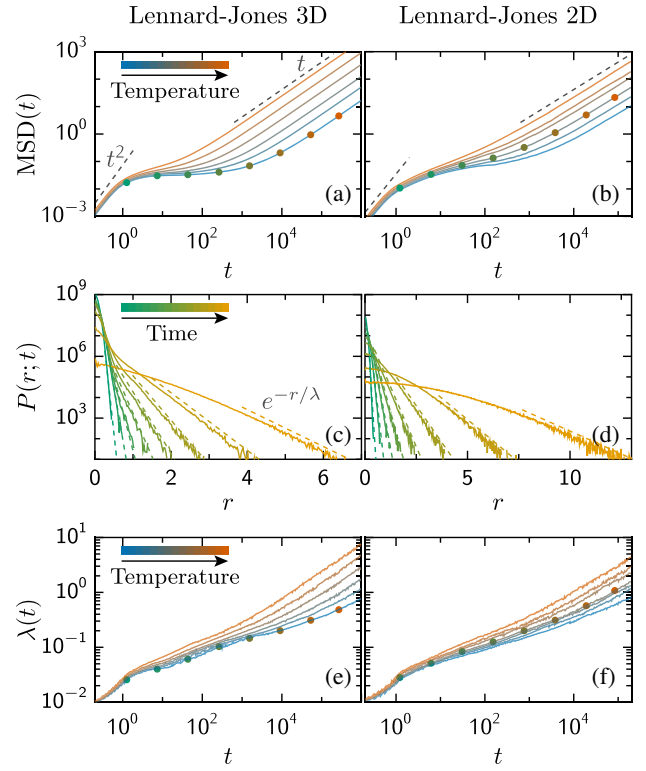 Lennard-Jones 3D Lennard-Jones 2D
10^3
10^0
10^{-3}
MSD(t)
Temperature
t
t^2
(a)
(b)
10^0 10^2 10^4 10^0 10^2 10^4
t t
10^9
10^6
10^3
P(r; t)
Time
e^{-r/λ}
(c)
(d)
0 2 4 6 0 5 10
r r
10^1
10^0
10^{-1}
10^{-2}
λ(t)
Temperature
(e)
(f)
10^0 10^2 10^4 10^0 10^2 10^4
t t